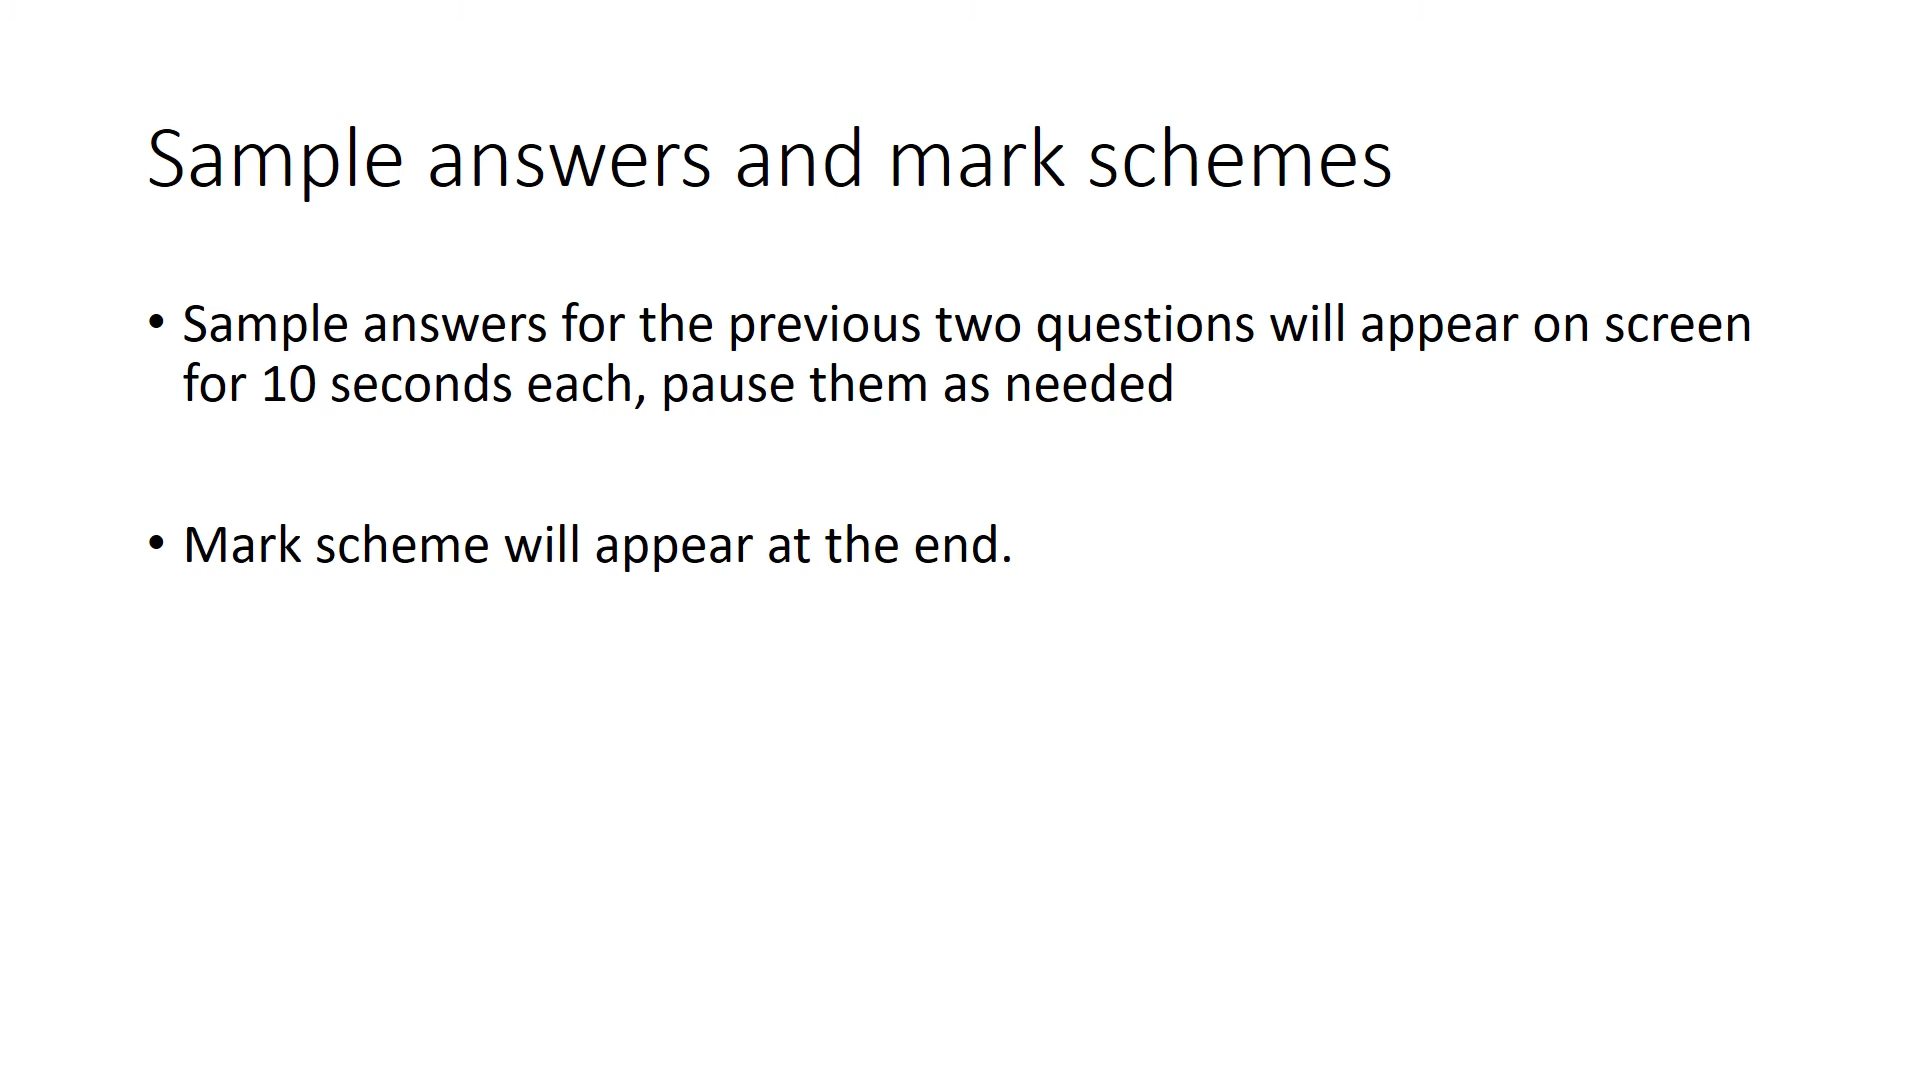 Sample answers and mark schemes
• Sample answers for the previous two questions will appear on screen
for 10 seconds each, pause them as needed
• Mark scheme will appear at the end.